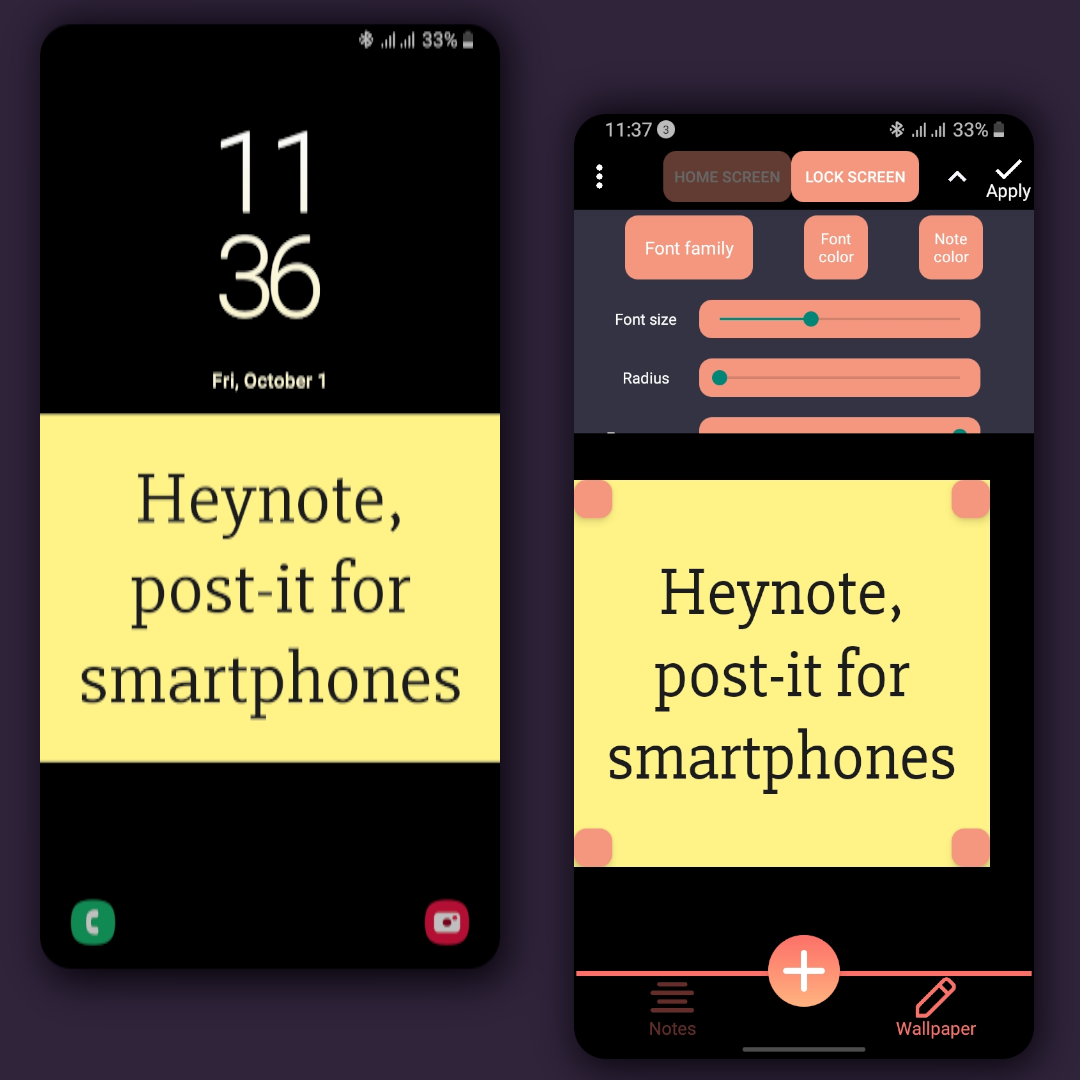 33%
11
36
Fri, October 1
Heynote,
post-it for
smartphones
11:37 3 33%
HOME SCREEN LOCK SCREEN Apply
Font family Font color Note color
Font size
Radius
Heynote,
post-it for
smartphones
Notes Wallpaper